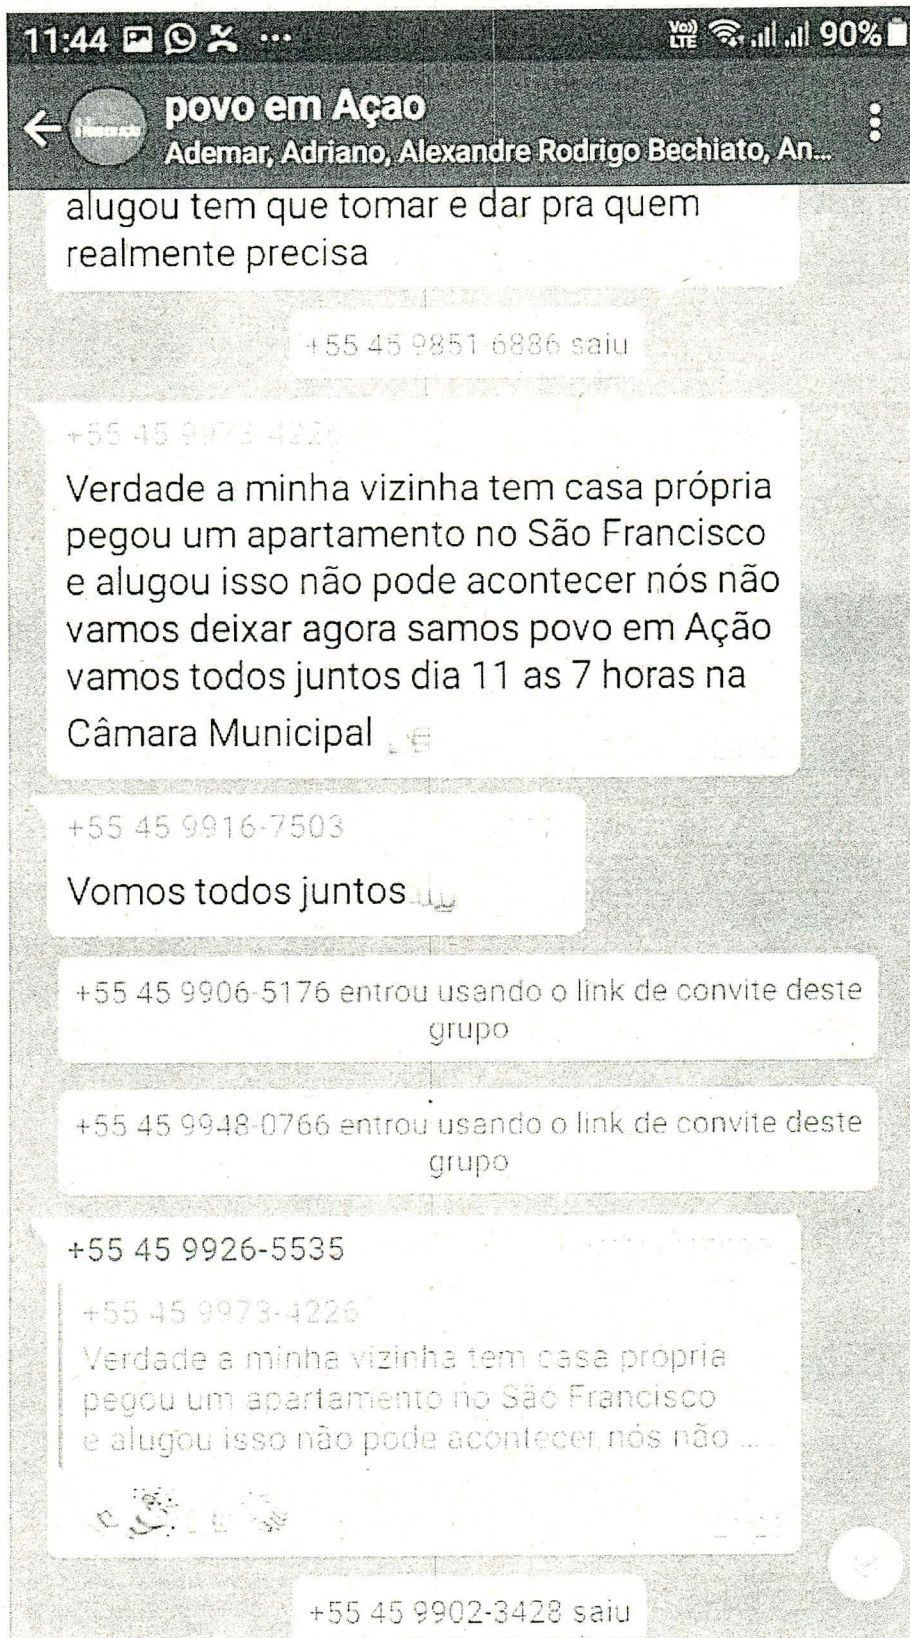 11:44 ... Vo)) LTE 90%
povo em Açao
Ademar, Adriano, Alexandre Rodrigo Bechiato, An...
alugou tem que tomar e dar pra quem
realmente precisa
+55 45 9851-6886 saiu
+55 45 9973-4226
Verdade a minha vizinha tem casa própria
pegou um apartamento no São Francisco
e alugou isso não pode acontecer nós não
vamos deixar agora samos povo em Ação
vamos todos juntos dia 11 as 7 horas na
Câmara Municipal
+55 45 9916-7503
Vomos todos juntos
+55 45 9906-5176 entrou usando o link de convite deste
grupo
+55 45 9948-0766 entrou usando o link de convite deste
grupo
+55 45 9926-5535
+55 45 9973-4226
Verdade a minha vizinha tem casa própria
pegou um apartamento no São Francisco
e alugou isso não pode acontecer nós não ...
+55 45 9902-3428 saiu